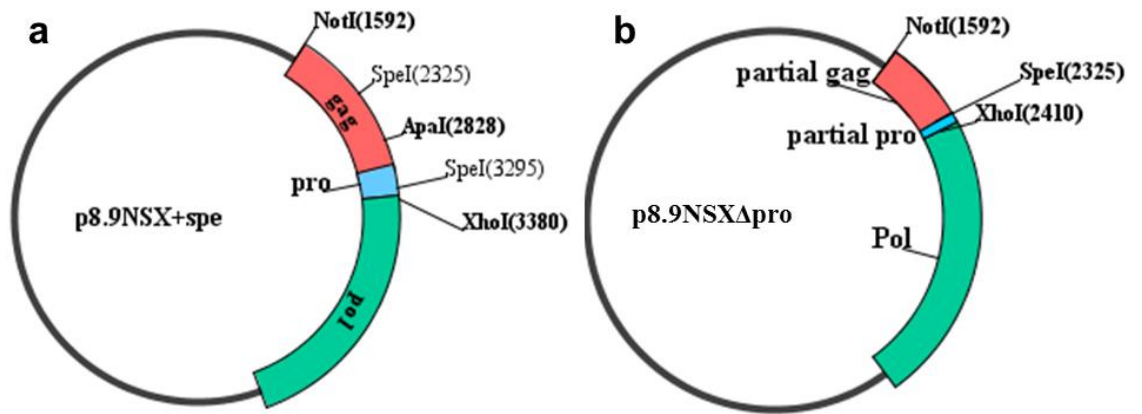 a
NotI(1592)
SpeI(2325)
gag
ApaI(2828)
pro
SpeI(3295)
p8.9NSX+spe
XhoI(3380)
pol
b
NotI(1592)
partial gag
SpeI(2325)
XhoI(2410)
partial pro
p8.9NSXΔpro
Pol